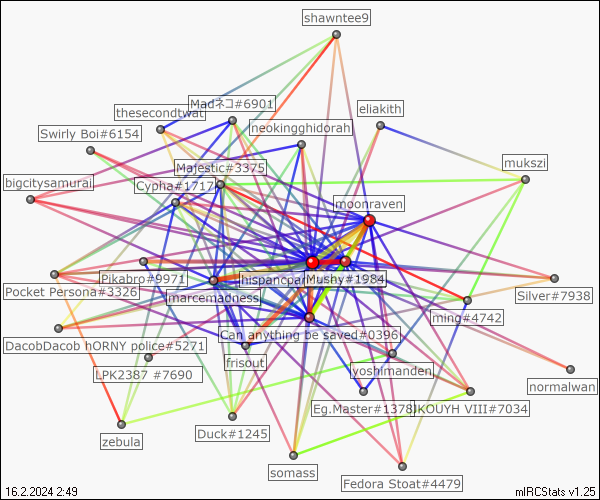 shawntee9
Madネコ#6901
thesecondtwat
eliakith
neokingghidorah
Swirly Boi#6154
mukszi
Majestic#3375
bigcitysamurai
Cypha#1717
moonraven
Pikabro#9971
hispancpar
Mushy#1984
Pocket Persona#3326
marcemadness
Silver#7938
ming#4742
Can anything be saved#0396
DacobDacob hORNY police#5271
frisout
yoshimanden
LPK2387 #7690
normalwan
Eg.Master#1378
IKOUYH VIII#7034
Duck#1245
zebula
somass
Fedora Stoat#4479
16.2.2024 2:49
mIRCStats v1.25